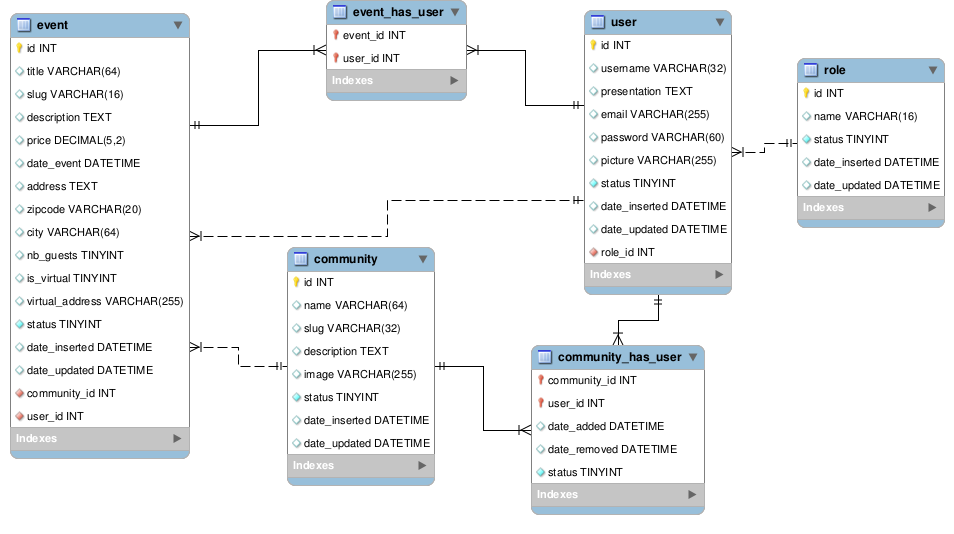 event
id INT
title VARCHAR(64)
slug VARCHAR(16)
description TEXT
price DECIMAL(5,2)
date_event DATETIME
address TEXT
zipcode VARCHAR(20)
city VARCHAR(64)
nb_guests TINYINT
is_virtual TINYINT
virtual_address VARCHAR(255)
status TINYINT
date_inserted DATETIME
date_updated DATETIME
community_id INT
user_id INT
Indexes
event_has_user
event_id INT
user_id INT
Indexes
user
id INT
username VARCHAR(32)
presentation TEXT
email VARCHAR(255)
password VARCHAR(60)
picture VARCHAR(255)
status TINYINT
date_inserted DATETIME
date_updated DATETIME
role_id INT
Indexes
role
id INT
name VARCHAR(16)
status TINYINT
date_inserted DATETIME
date_updated DATETIME
Indexes
community
id INT
name VARCHAR(64)
slug VARCHAR(32)
description TEXT
image VARCHAR(255)
status TINYINT
date_inserted DATETIME
date_updated DATETIME
Indexes
community_has_user
community_id INT
user_id INT
date_added DATETIME
date_removed DATETIME
status TINYINT
Indexes